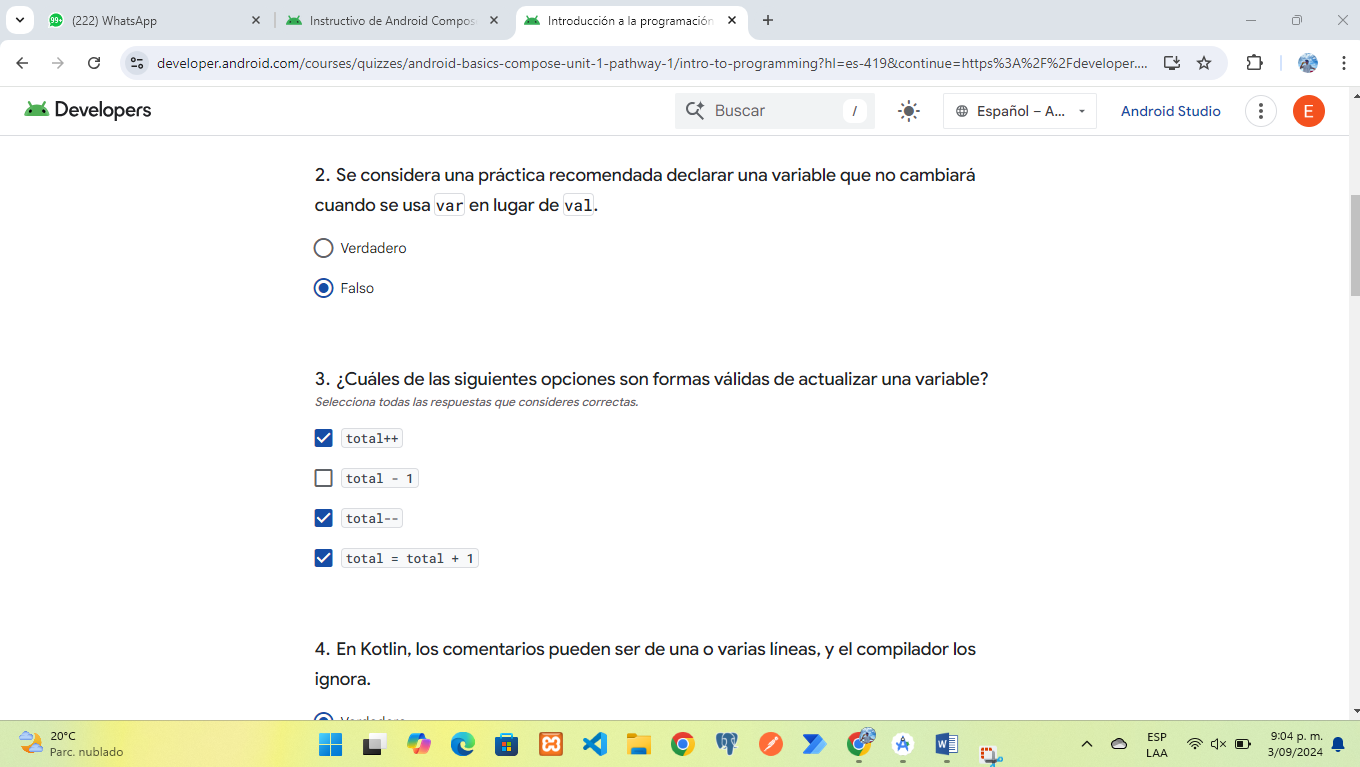 (222) WhatsApp
Instructivo de Android Compos
Introducción a la programación
developer.android.com/courses/quizzes/android-basics-compose-unit-1-pathway-1/intro-to-programming?hl=es-419&continue=https%3A%2F%2Fdeveloper....
Developers
Buscar
/
Español – A...
Android Studio
E
2. Se considera una práctica recomendada declarar una variable que no cambiará
cuando se usa var en lugar de val.
Verdadero
Falso
3. ¿Cuáles de las siguientes opciones son formas válidas de actualizar una variable?
Selecciona todas las respuestas que consideres correctas.
total++
total - 1
total--
total = total + 1
4. En Kotlin, los comentarios pueden ser de una o varias líneas, y el compilador los
ignora.
Verdadero
20°C
Parc. nublado
ESP
LAA
9:04 p. m.
3/09/2024